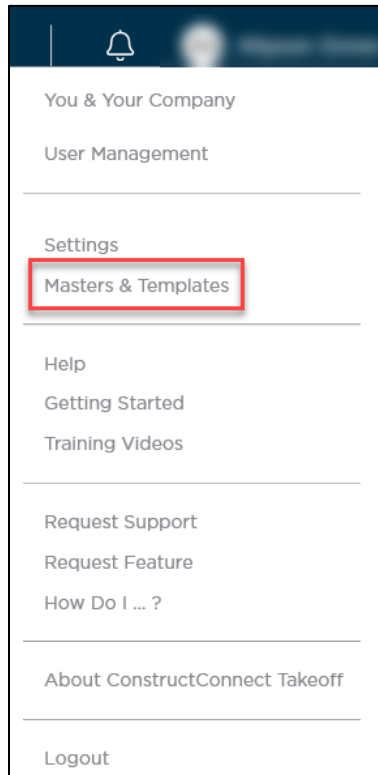 You & Your Company
User Management
Settings
Masters & Templates
Help
Getting Started
Training Videos
Request Support
Request Feature
How Do I ... ?
About ConstructConnect Takeoff
Logout